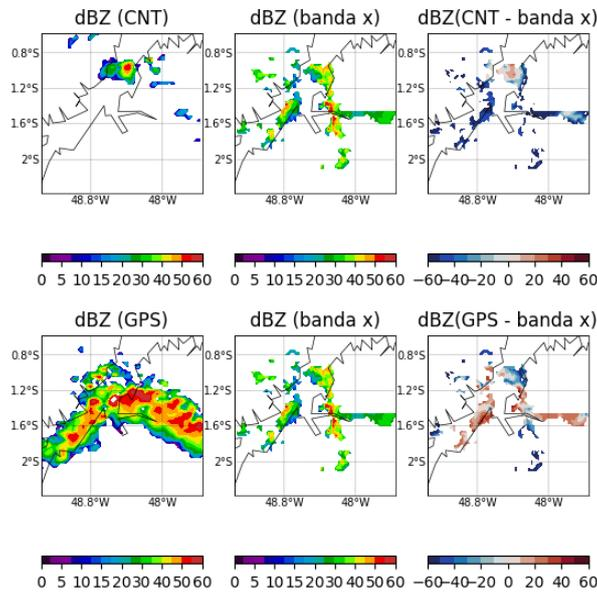 dBZ (CNT) dBZ (banda x) dBZ(CNT - banda x)
0.8°S 0.8°S 0.8°S
1.2°S 1.2°S 1.2°S
1.6°S 1.6°S 1.6°S
2°S 2°S 2°S
48.8°W 48°W 48.8°W 48°W 48.8°W 48°W
0 5 10 15 20 30 40 50 60 0 5 10 15 20 30 40 50 60 −60 −40 −20 0 20 40 60
dBZ (GPS) dBZ (banda x) dBZ(GPS - banda x)
0.8°S 0.8°S 0.8°S
1.2°S 1.2°S 1.2°S
1.6°S 1.6°S 1.6°S
2°S 2°S 2°S
48.8°W 48°W 48.8°W 48°W 48.8°W 48°W
0 5 10 15 20 30 40 50 60 0 5 10 15 20 30 40 50 60 −60 −40 −20 0 20 40 60